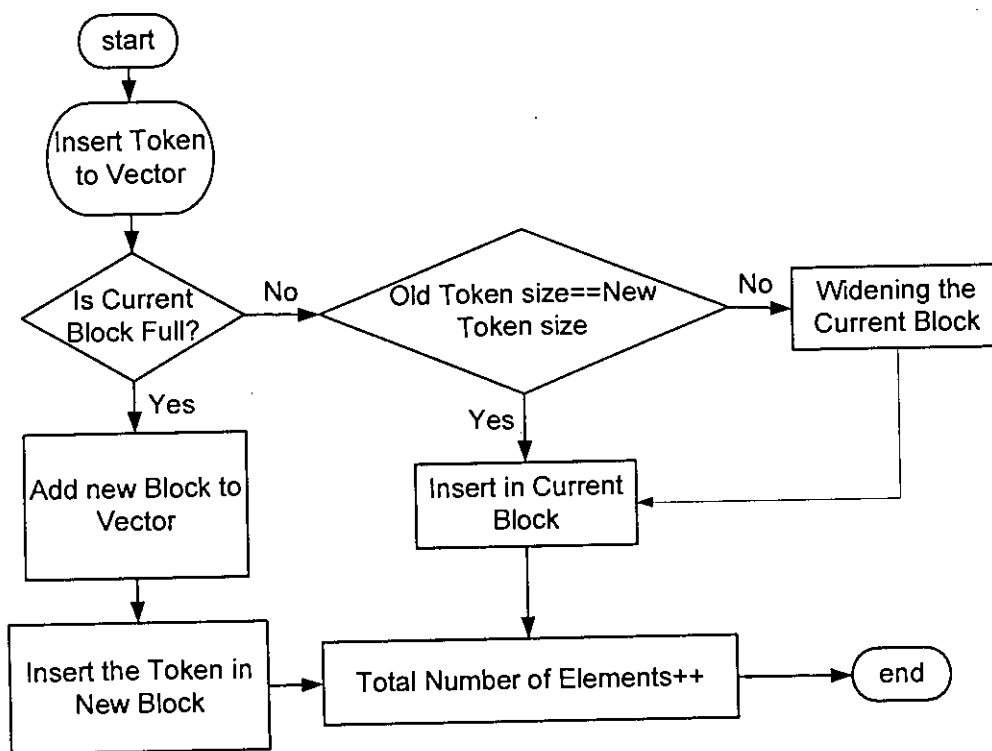 start
Insert Token
to Vector
Is Current
Block Full?
No
Old Token size==New
Token size
No
Widening the
Current Block
Yes
Yes
Add new Block to
Vector
Insert in Current
Block
Insert the Token in
New Block
Total Number of Elements++
end